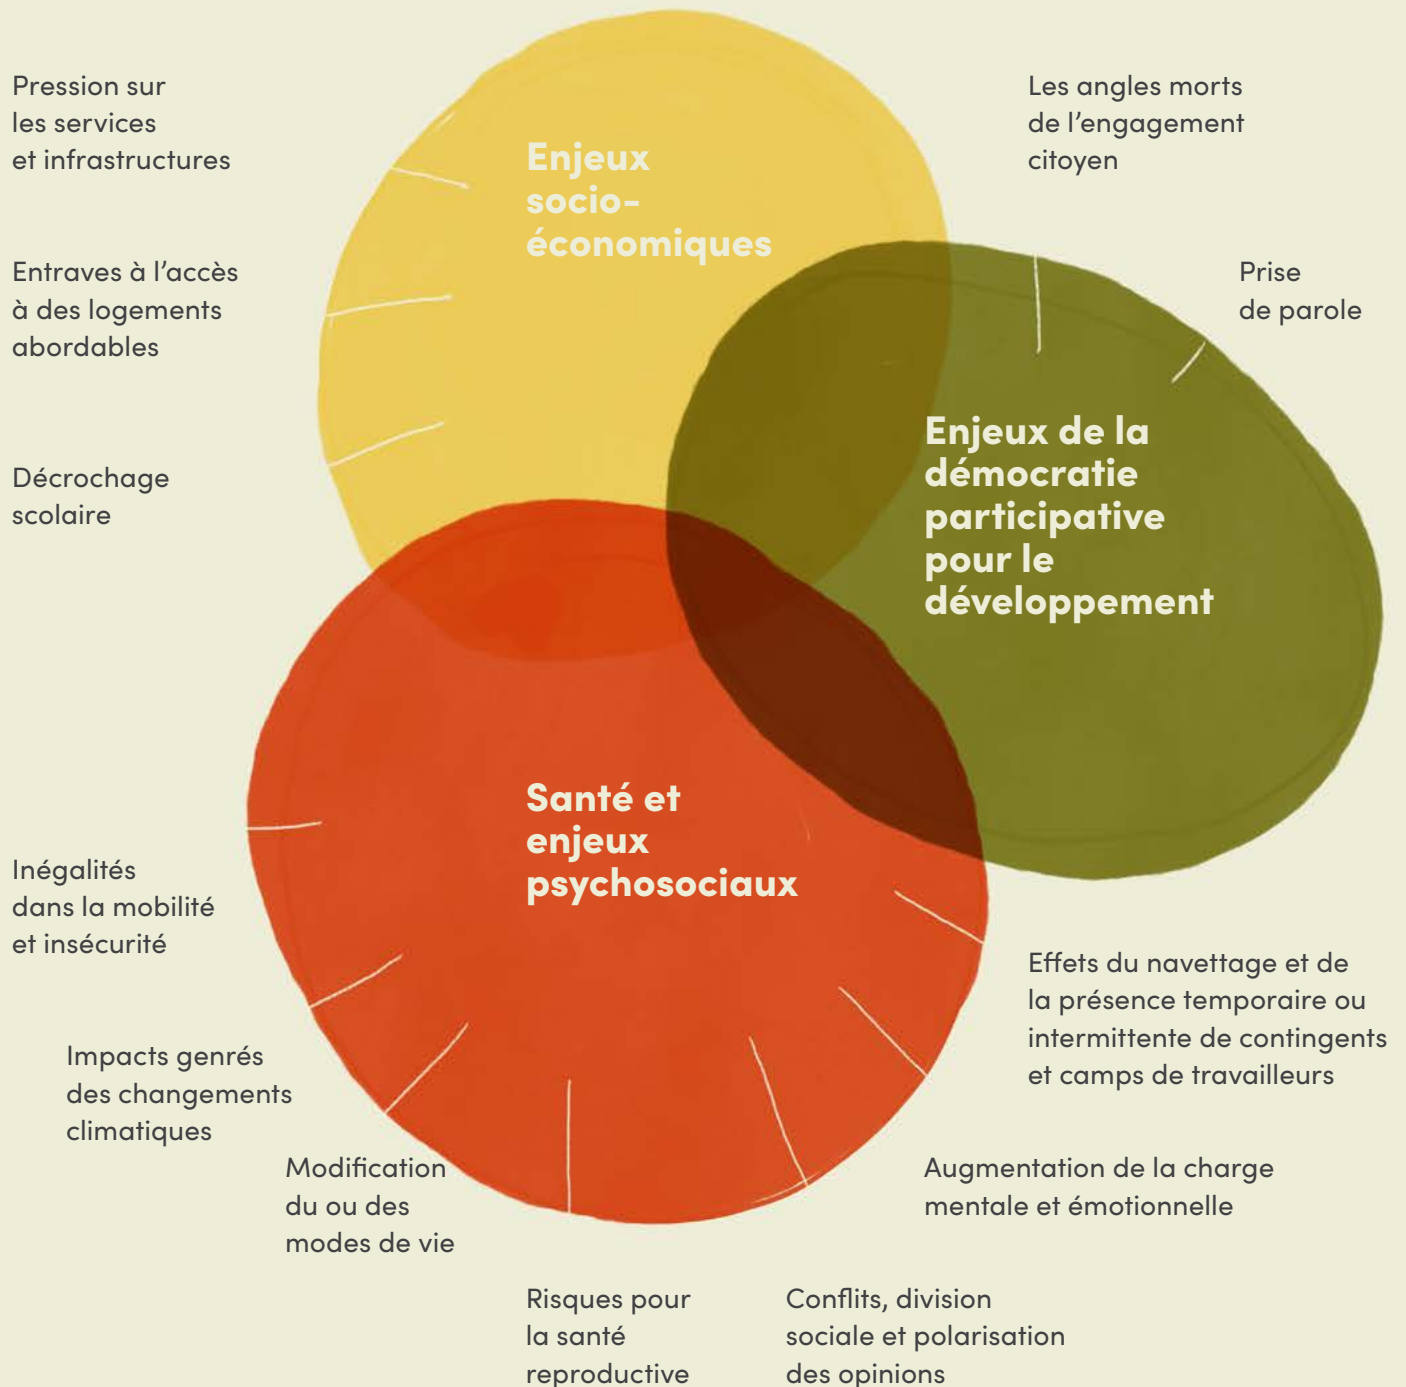 Pression sur
les services
et infrastructures
Entraves à l'accès
à des logements
abordables
Décrochage
scolaire
Enjeux
socio-
économiques
Les angles morts
de l'engagement
citoyen
Prise
de parole
Enjeux de la
démocratie
participative
pour le
développement
Santé et
enjeux
psychosociaux
Inégalités
dans la mobilité
et insécurité
Impacts genrés
des changements
climatiques
Modification
du ou des
modes de vie
Risques pour
la santé
reproductive
Conflits, division
sociale et polarisation
des opinions
Augmentation de la charge
mentale et émotionnelle
Effets du navettage et de
la présence temporaire ou
intermittente de contingents
et camps de travailleurs